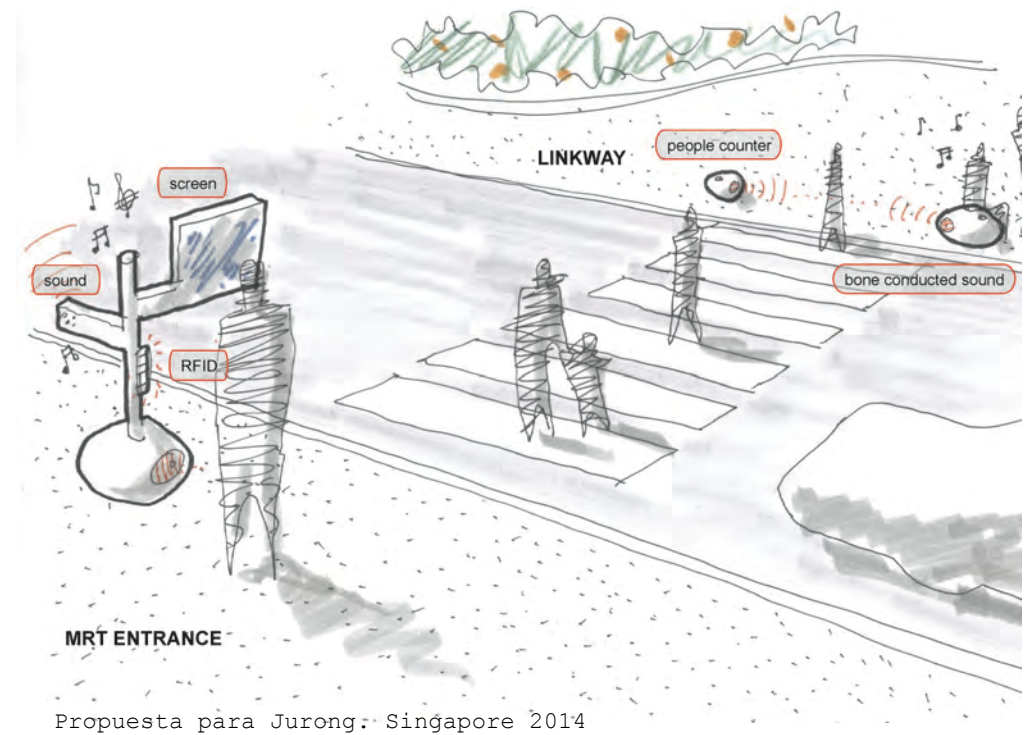 people counter
LINKWAY
screen
sound
bone conducted sound
RFID
MRT ENTRANCE
Propuesta para Jurong. Singapore 2014